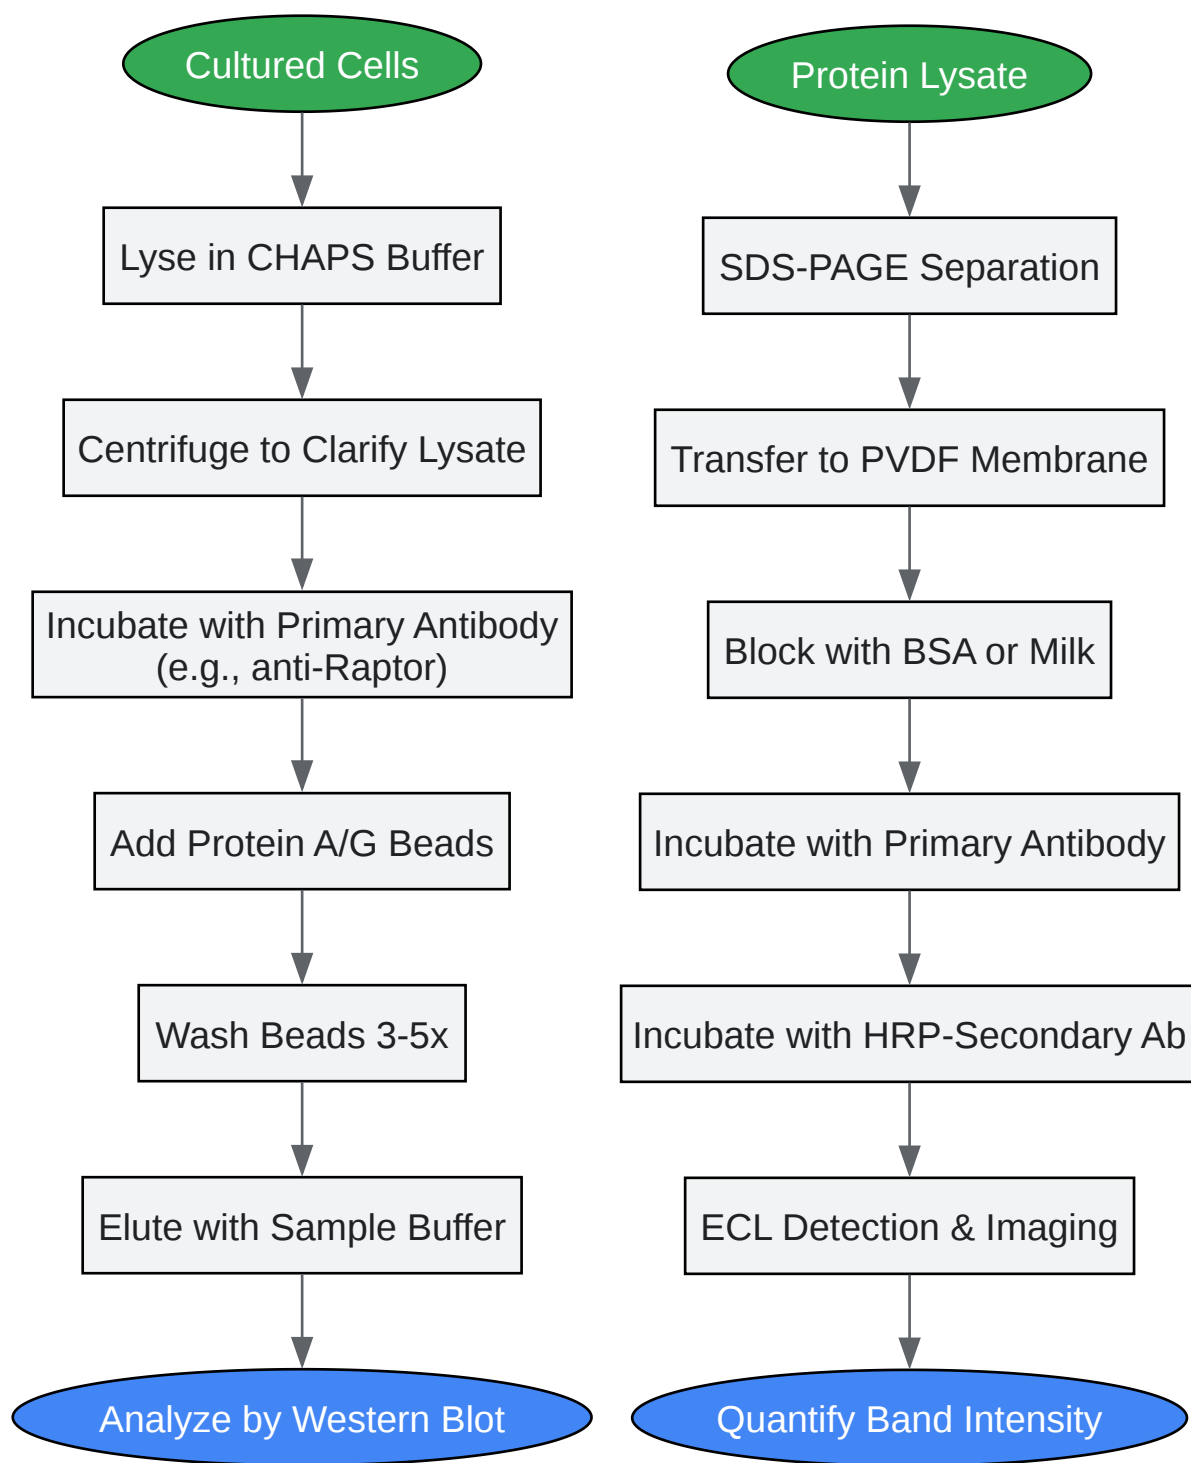 Cultured Cells
Lyse in CHAPS Buffer
Centrifuge to Clarify Lysate
Incubate with Primary Antibody
(e.g., anti-Raptor)
Add Protein A/G Beads
Wash Beads 3-5x
Elute with Sample Buffer
Analyze by Western Blot
Protein Lysate
SDS-PAGE Separation
Transfer to PVDF Membrane
Block with BSA or Milk
Incubate with Primary Antibody
Incubate with HRP-Secondary Ab
ECL Detection & Imaging
Quantify Band Intensity